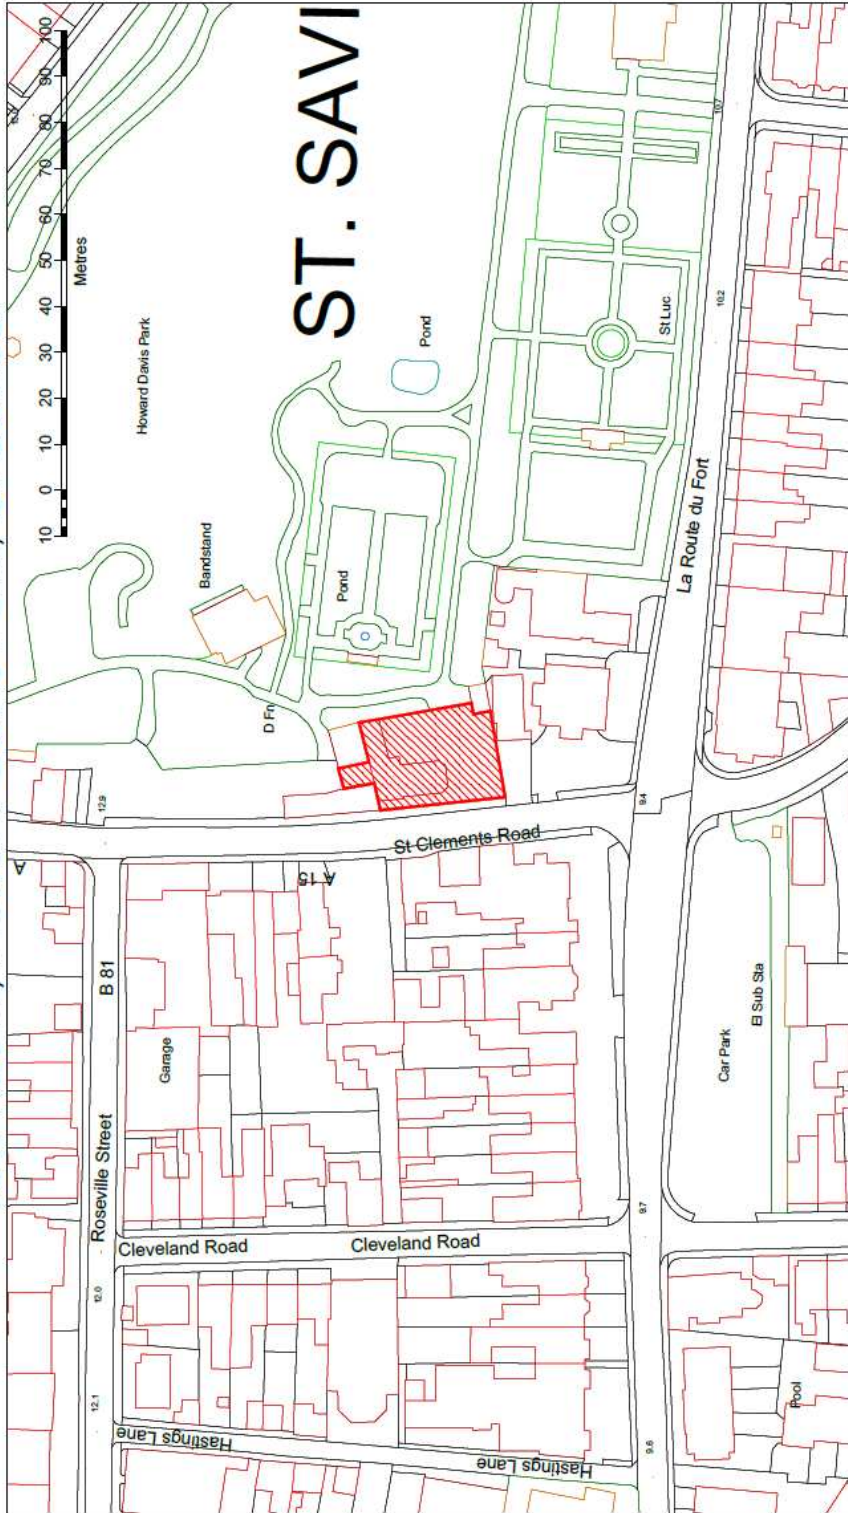 10 0 10 20 30 40 50 60 70 80 90 100
Metres
ST. SAVI
Howard Davis Park
Bandstand
Pond
Pond
D Fn
St Luc
10.7
10.2
La Route du Fort
12.9
9.4
St Clements Road
A 15
A
B 81
Roseville Street
Garage
Cleveland Road
Cleveland Road
El Sub Sta
Car Park
9.7
12.0
12.1
Hastings Lane
Hastings Lane
9.6
Pool